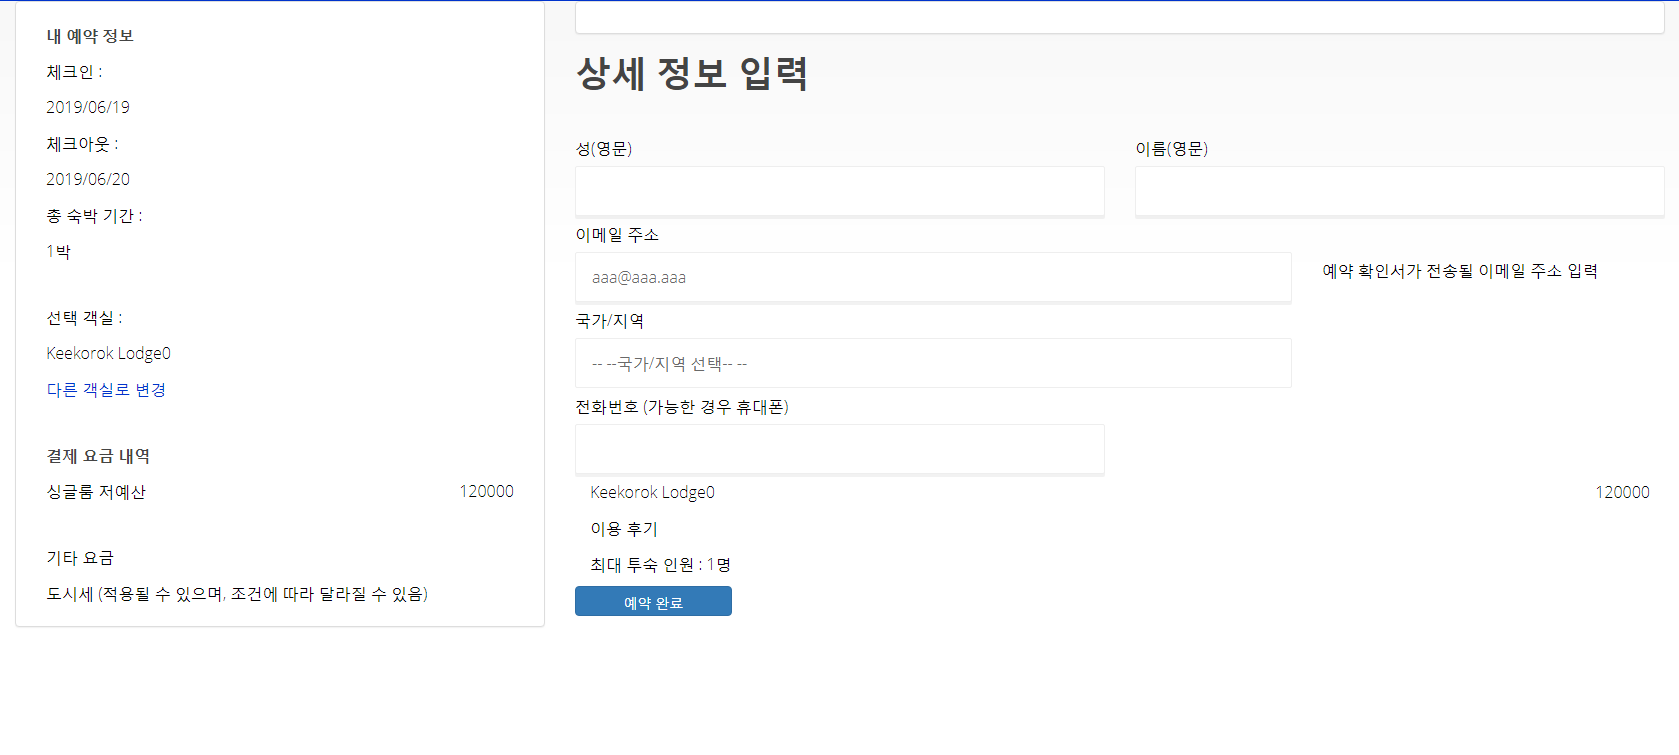 내 예약 정보
체크인 :
2019/06/19
체크아웃 :
2019/06/20
총 숙박 기간 :
1박
선택 객실 :
Keekorok Lodge0
다른 객실로 변경
결제 요금 내역
싱글룸 저예산 120000
기타 요금
도시세 (적용될 수 있으며, 조건에 따라 달라질 수 있음)
상세 정보 입력
성(영문) 이름(영문)
이메일 주소
aaa@aaa.aaa 예약 확인서가 전송될 이메일 주소 입력
국가/지역
-- --국가/지역 선택-- --
전화번호 (가능한 경우 휴대폰)
Keekorok Lodge0 120000
이용 후기
최대 투숙 인원 : 1명
예약 완료